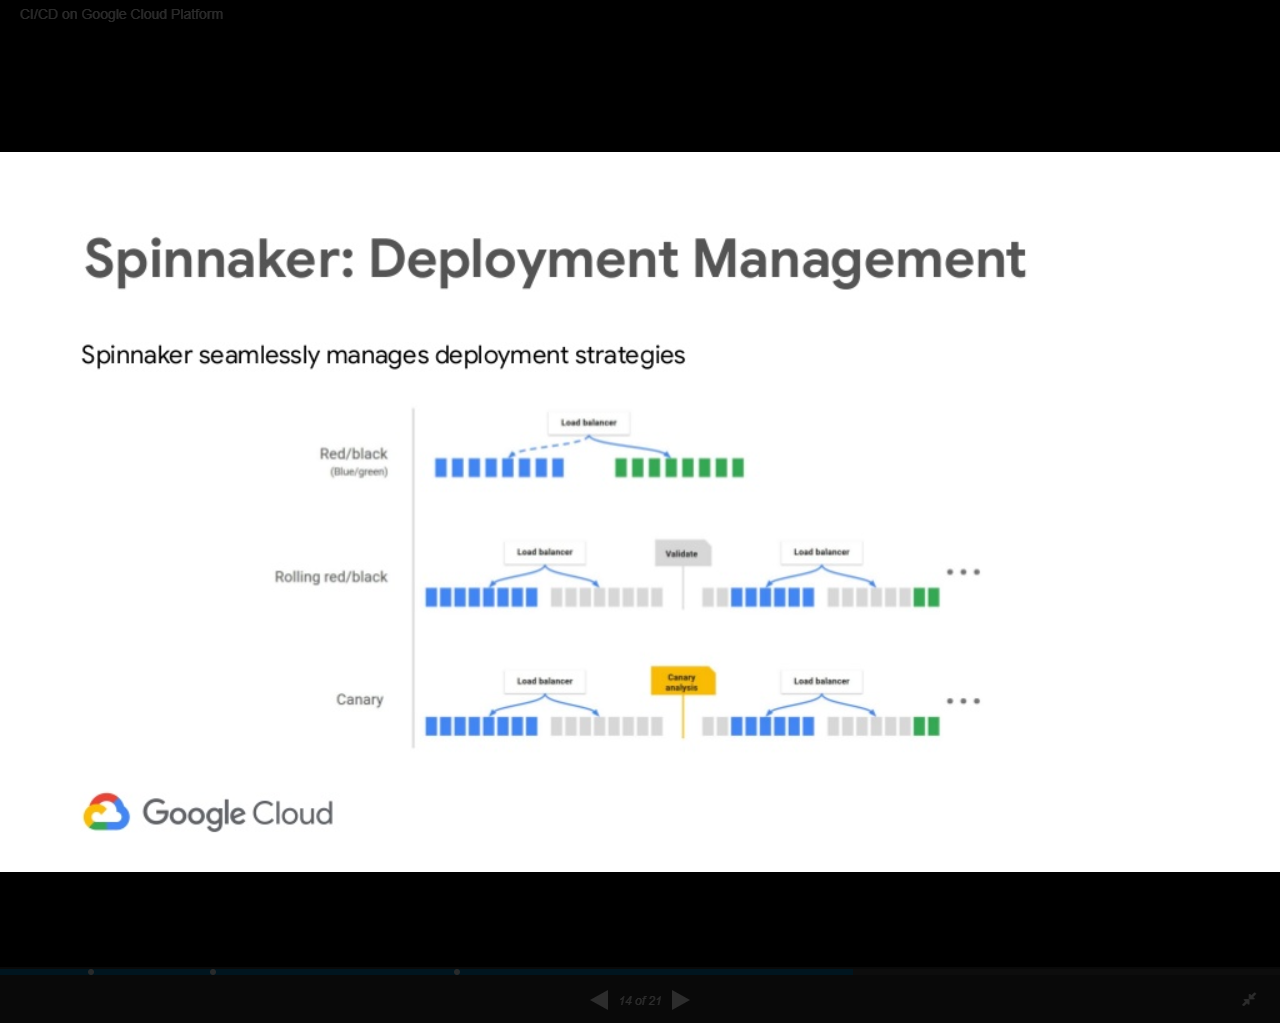 CI/CD on Google Cloud Platform
Spinnaker: Deployment Management
Spinnaker seamlessly manages deployment strategies
Load balancer
Red/black
(Blue/green)
Load balancer
Validate
Load balancer
Rolling red/black
Load balancer
Canary
analysis
Load balancer
Canary
Google Cloud
14 of 21